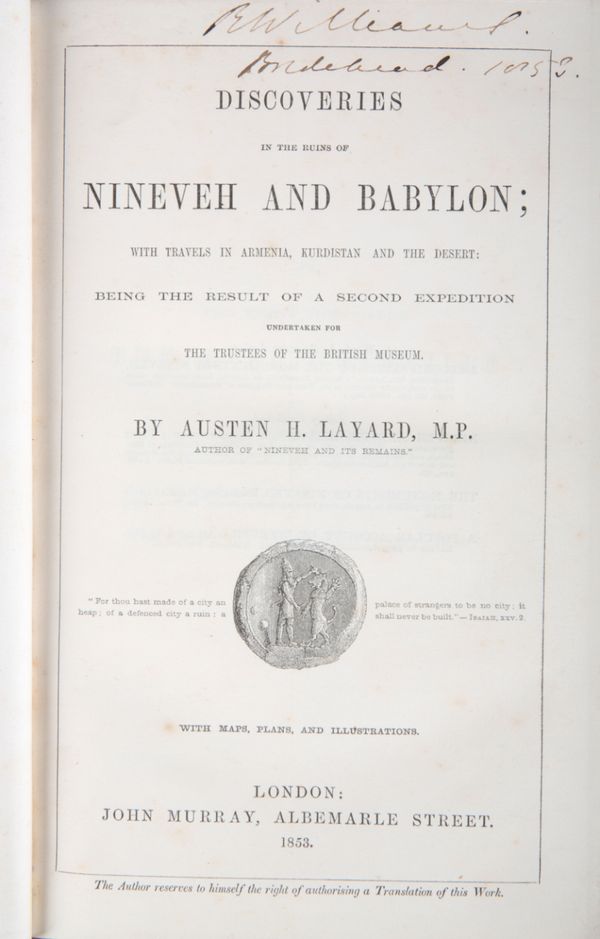 R Williams.
Bridehead. 1853.
DISCOVERIES
IN THE RUINS OF
NINEVEH AND BABYLON;
WITH TRAVELS IN ARMENIA, KURDISTAN AND THE DESERT:
BEING THE RESULT OF A SECOND EXPEDITION
UNDERTAKEN FOR
THE TRUSTEES OF THE BRITISH MUSEUM.
BY AUSTEN H. LAYARD, M.P.
AUTHOR OF "NINEVEH AND ITS REMAINS."
"For thou hast made of a city an
heap; of a defenced city a ruin: a
palace of strangers to be no city; it
shall never be built."—ISAIAH, XXV. 2.
WITH MAPS, PLANS, AND ILLUSTRATIONS.
LONDON:
JOHN MURRAY, ALBEMARLE STREET.
1853.
The Author reserves to himself the right of authorising a Translation of this Work.